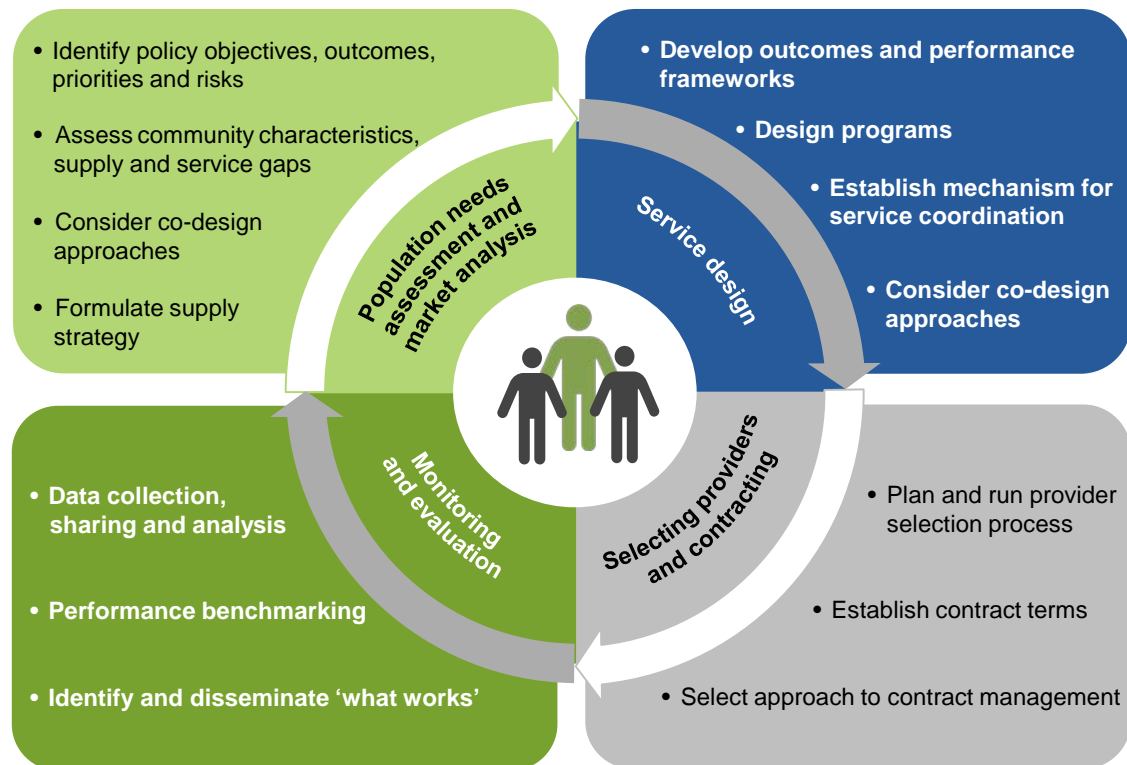 • Identify policy objectives, outcomes,
priorities and risks
• Assess community characteristics,
supply and service gaps
• Consider co-design
approaches
• Formulate supply
strategy
Population needs
assessment and
market analysis
• Develop outcomes and performance
frameworks
• Design programs
• Establish mechanism for
service coordination
• Consider co-design
approaches
Service design
Selecting providers
and contracting
• Plan and run provider
selection process
• Establish contract terms
• Select approach to contract management
Monitoring
and evaluation
• Data collection,
sharing and analysis
• Performance benchmarking
• Identify and disseminate ‘what works’